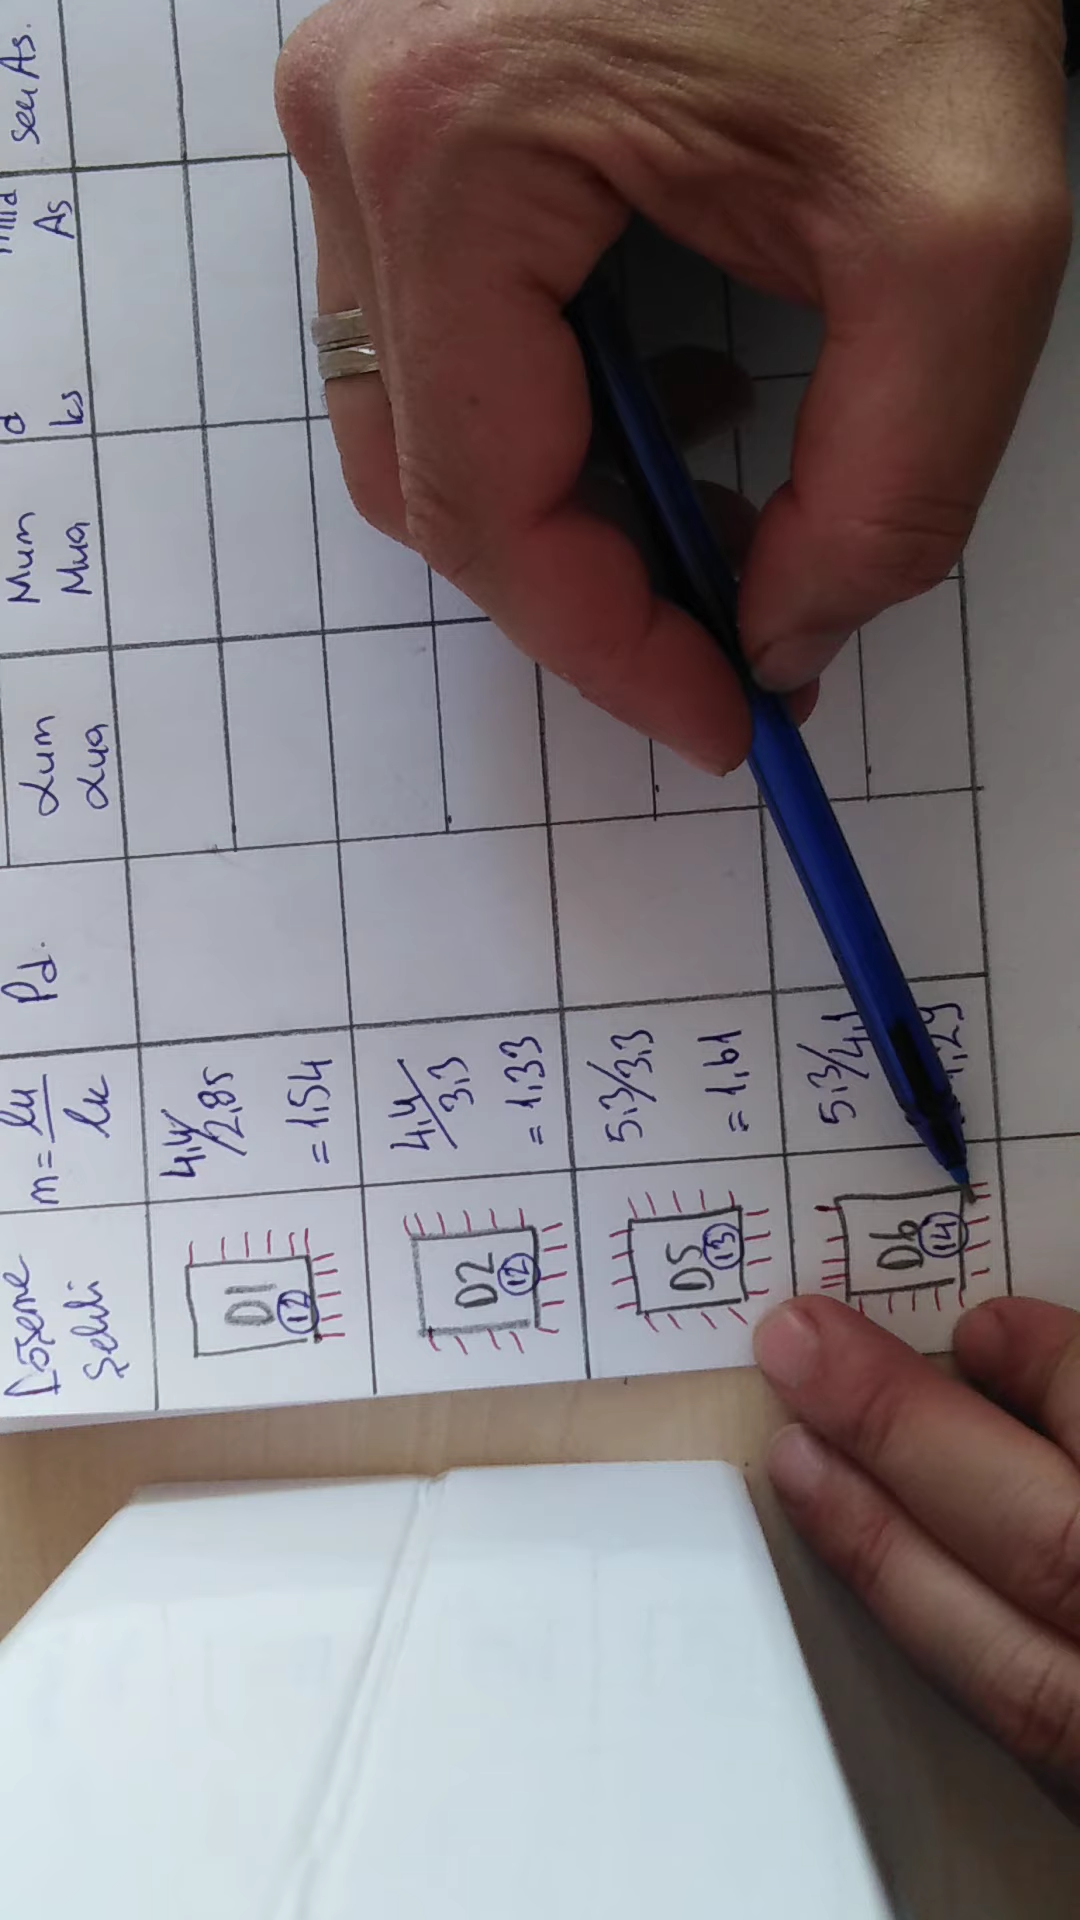 Döşeme
Şekli
m = lu
lk
Pd.
αum
αua
Mum
Mua
d
ks
As
Seu As.
D1
12
4.4/
2.85
= 1.54
D2
12
4.4/
3.3
= 1.33
D5
13
5.3/3.3
= 1.61
D6
14
5.3/4.1